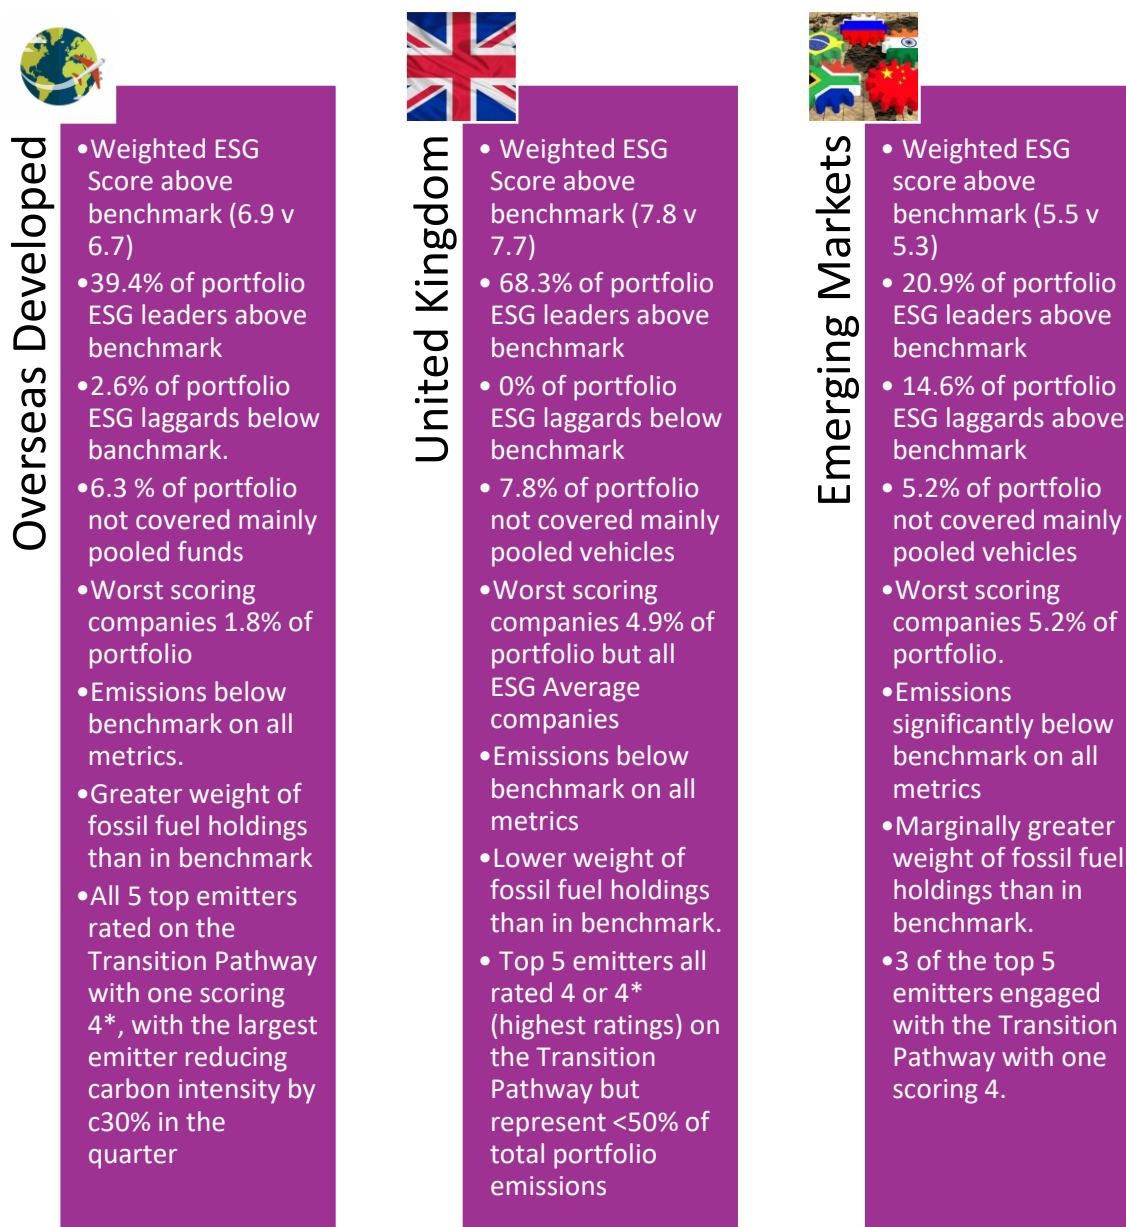 Overseas Developed
•Weighted ESG
Score above
benchmark (6.9 v
6.7)
•39.4% of portfolio
ESG leaders above
benchmark
•2.6% of portfolio
ESG laggards below
banchmark.
•6.3 % of portfolio
not covered mainly
pooled funds
•Worst scoring
companies 1.8% of
portfolio
•Emissions below
benchmark on all
metrics.
•Greater weight of
fossil fuel holdings
than in benchmark
•All 5 top emitters
rated on the
Transition Pathway
with one scoring
4*, with the largest
emitter reducing
carbon intensity by
c30% in the
quarter
United Kingdom
• Weighted ESG
Score above
benchmark (7.8 v
7.7)
• 68.3% of portfolio
ESG leaders above
benchmark
• 0% of portfolio
ESG laggards below
benchmark
• 7.8% of portfolio
not covered mainly
pooled vehicles
•Worst scoring
companies 4.9% of
portfolio but all
ESG Average
companies
•Emissions below
benchmark on all
metrics
•Lower weight of
fossil fuel holdings
than in benchmark.
• Top 5 emitters all
rated 4 or 4*
(highest ratings) on
the Transition
Pathway but
represent <50% of
total portfolio
emissions
Emerging Markets
• Weighted ESG
score above
benchmark (5.5 v
5.3)
• 20.9% of portfolio
ESG leaders above
benchmark
• 14.6% of portfolio
ESG laggards above
benchmark
• 5.2% of portfolio
not covered mainly
pooled vehicles
•Worst scoring
companies 5.2% of
portfolio.
•Emissions
significantly below
benchmark on all
metrics
•Marginally greater
weight of fossil fuel
holdings than in
benchmark.
•3 of the top 5
emitters engaged
with the Transition
Pathway with one
scoring 4.